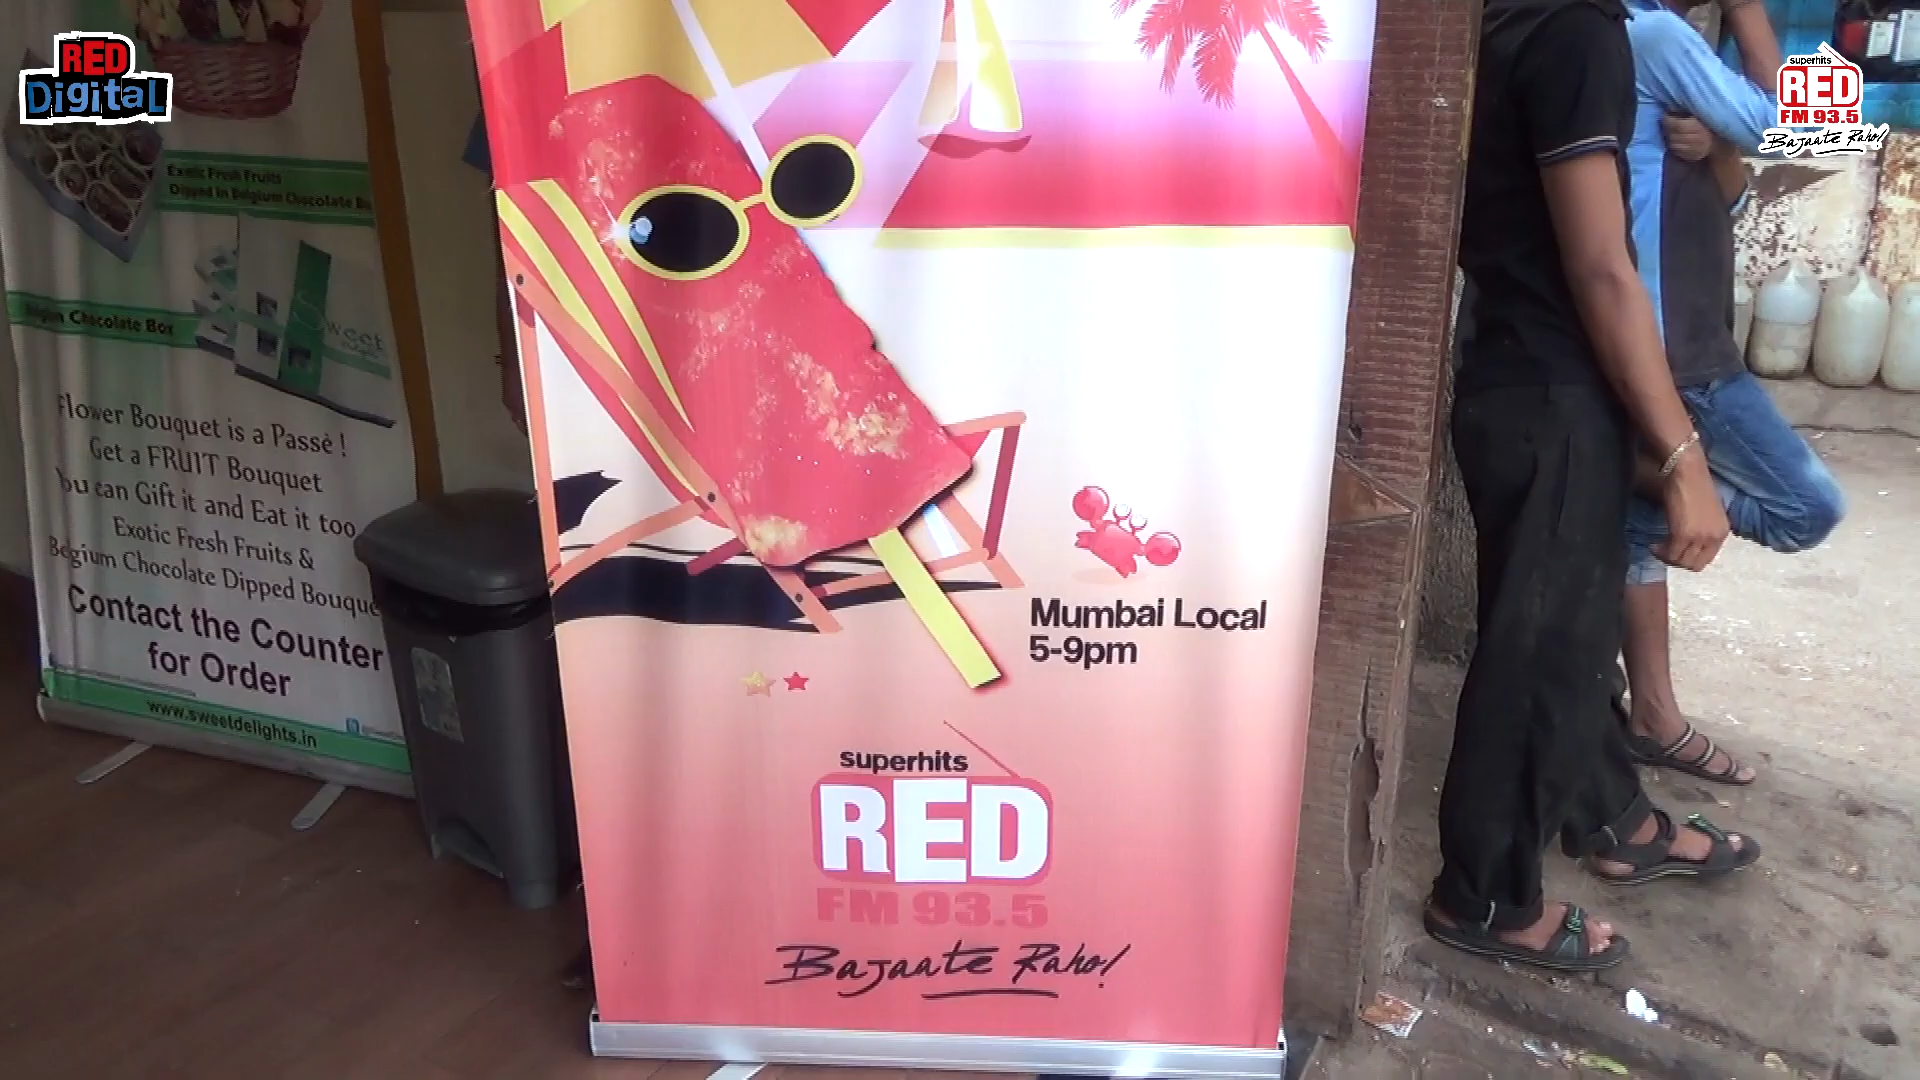 RED
Digital
superhits
RED
FM 93.5
Bajaate Raho!
Exotic Fresh Fruits
Dipped In Belgium Chocolate
Chocolate Box
Sweet
Flower Bouquet is a Passè !
Get a FRUIT Bouquet
You can Gift it and Eat it too
Exotic Fresh Fruits &
Belgium Chocolate Dipped Bouque
Contact the Counter
for Order
www.sweetdelights.in
Mumbai Local
5-9pm
superhits
RED
FM 93.5
Bajaate Raho!